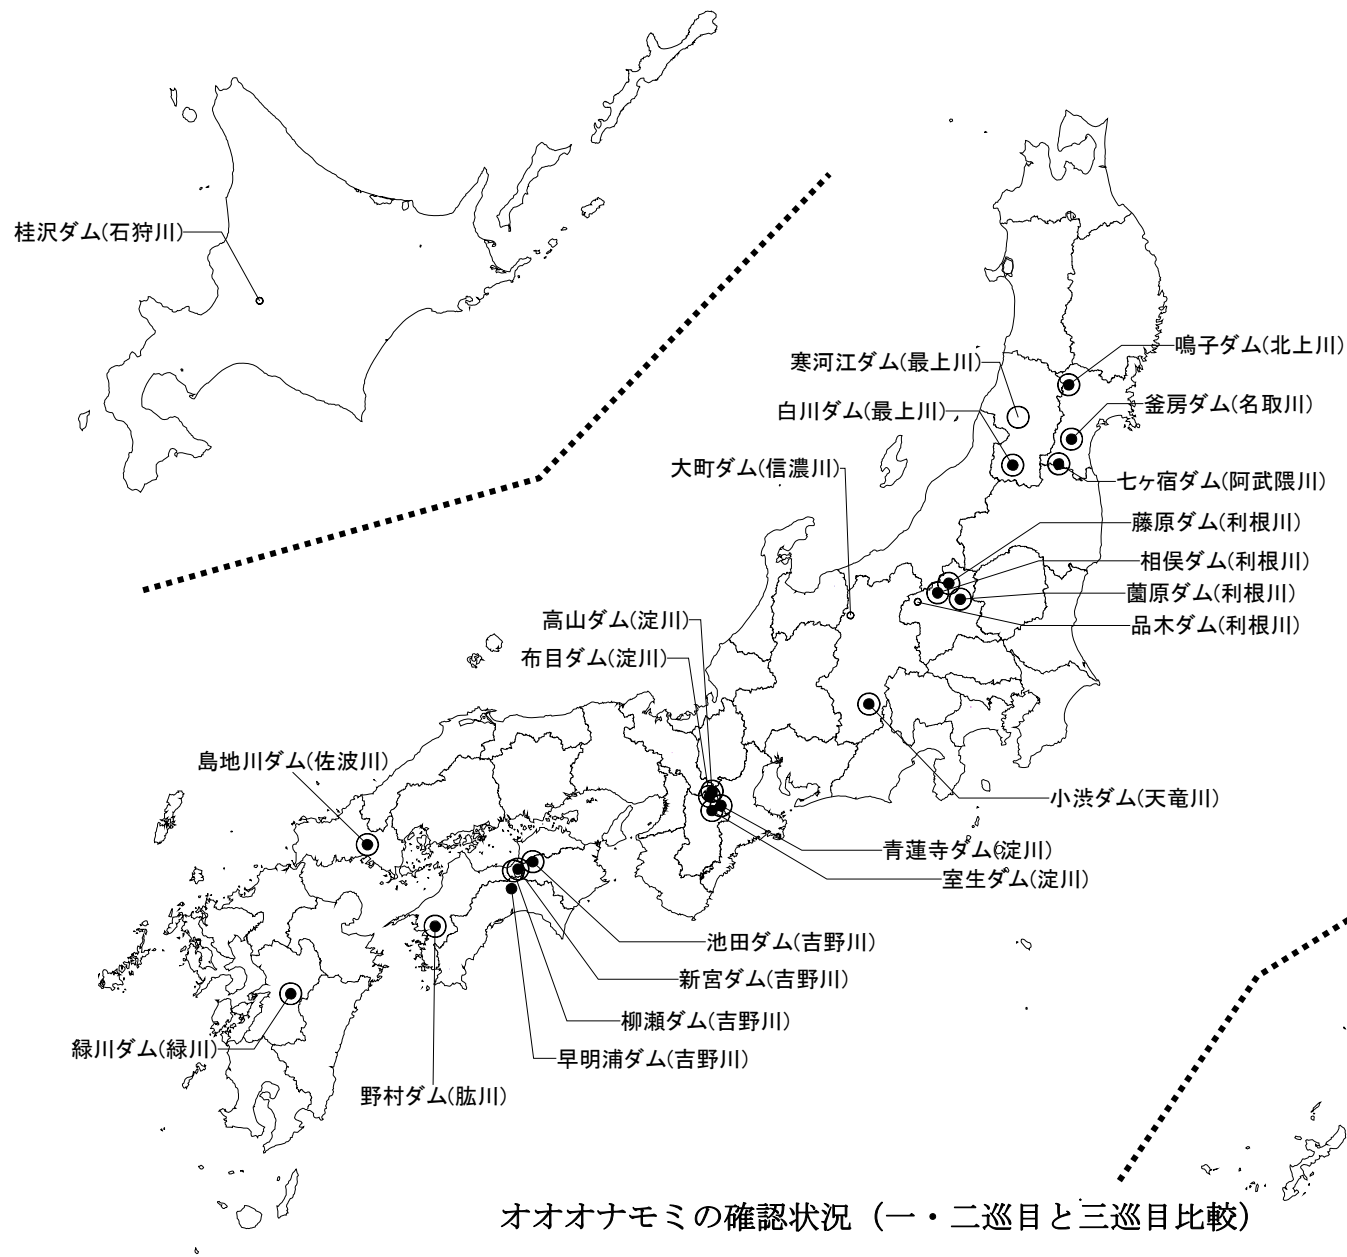 桂沢ダム(石狩川)
鳴子ダム(北上川)
寒河江ダム(最上川)
釜房ダム(名取川)
白川ダム(最上川)
大町ダム(信濃川)
七ヶ宿ダム(阿武隈川)
藤原ダム(利根川)
相俣ダム(利根川)
薗原ダム(利根川)
高山ダム(淀川)
品木ダム(利根川)
布目ダム(淀川)
島地川ダム(佐波川)
小渋ダム(天竜川)
青蓮寺ダム(淀川)
室生ダム(淀川)
池田ダム(吉野川)
新宮ダム(吉野川)
柳瀬ダム(吉野川)
緑川ダム(緑川)
早明浦ダム(吉野川)
野村ダム(肱川)
オオオナモミの確認状況（一・二巡目と三巡目比較）